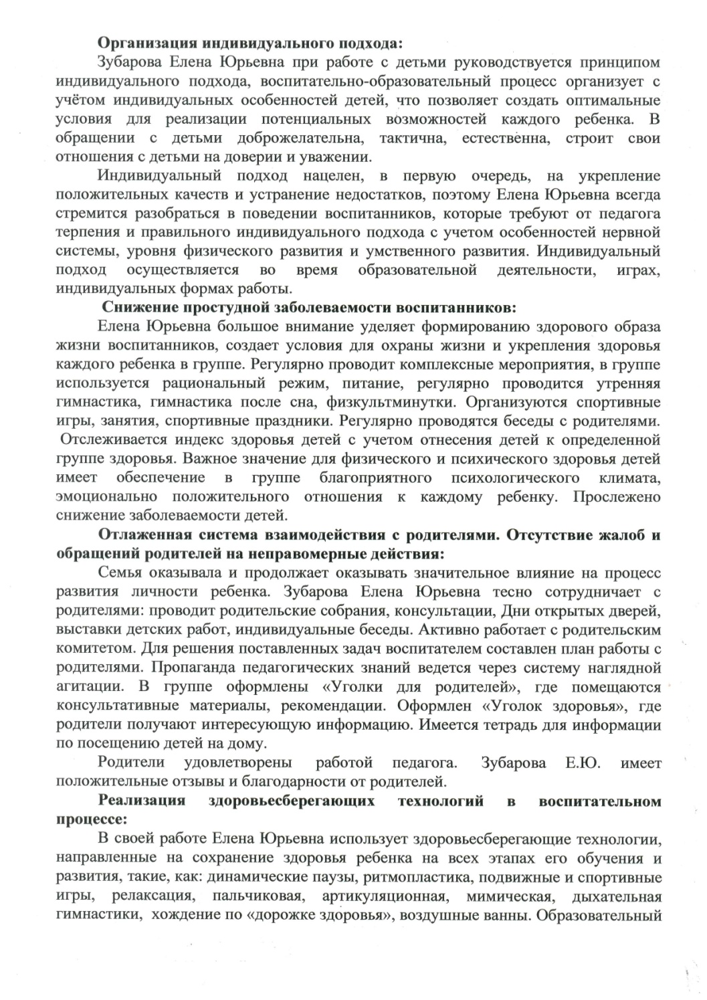 Организация индивидуального подхода:
Зубарова Елена Юрьевна при работе с детьми руководствуется принципом
индивидуального подхода, воспитательно-образовательный процесс организует с
учётом индивидуальных особенностей детей, что позволяет создать оптимальные
условия для реализации потенциальных возможностей каждого ребенка. В
обращении с детьми доброжелательна, тактична, естественна, строит свои
отношения с детьми на доверии и уважении.
Индивидуальный подход нацелен, в первую очередь, на укрепление
положительных качеств и устранение недостатков, поэтому Елена Юрьевна всегда
стремится разобраться в поведении воспитанников, которые требуют от педагога
терпения и правильного индивидуального подхода с учетом особенностей нервной
системы, уровня физического развития и умственного развития. Индивидуальный
подход осуществляется во время образовательной деятельности, играх,
индивидуальных формах работы.
Снижение простудной заболеваемости воспитанников:
Елена Юрьевна большое внимание уделяет формированию здорового образа
жизни воспитанников, создает условия для охраны жизни и укрепления здоровья
каждого ребенка в группе. Регулярно проводит комплексные мероприятия, в группе
используется рациональный режим, питание, регулярно проводится утренняя
гимнастика, гимнастика после сна, физкультминутки. Организуются спортивные
игры, занятия, спортивные праздники. Регулярно проводятся беседы с родителями.
Отслеживается индекс здоровья детей с учетом отнесения детей к определенной
группе здоровья. Важное значение для физического и психического здоровья детей
имеет обеспечение в группе благоприятного психологического климата,
эмоционально положительного отношения к каждому ребенку. Прослежено
снижение заболеваемости детей.
Отлаженная система взаимодействия с родителями. Отсутствие жалоб и
обращений родителей на неправомерные действия:
Семья оказывала и продолжает оказывать значительное влияние на процесс
развития личности ребенка. Зубарова Елена Юрьевна тесно сотрудничает с
родителями: проводит родительские собрания, консультации, Дни открытых дверей,
выставки детских работ, индивидуальные беседы. Активно работает с родительским
комитетом. Для решения поставленных задач воспитателем составлен план работы с
родителями. Пропаганда педагогических знаний ведется через систему наглядной
агитации. В группе оформлены «Уголки для родителей», где помещаются
консультативные материалы, рекомендации. Оформлен «Уголок здоровья», где
родители получают интересующую информацию. Имеется тетрадь для информации
по посещению детей на дому.
Родители удовлетворены работой педагога. Зубарова Е.Ю. имеет
положительные отзывы и благодарности от родителей.
Реализация здоровьесберегающих технологий в воспитательном
процессе:
В своей работе Елена Юрьевна использует здоровьесберегающие технологии,
направленные на сохранение здоровья ребенка на всех этапах его обучения и
развития, такие, как: динамические паузы, ритмопластика, подвижные и спортивные
игры, релаксация, пальчиковая, артикуляционная, мимическая, дыхательная
гимнастики, хождение по «дорожке здоровья», воздушные ванны. Образовательный